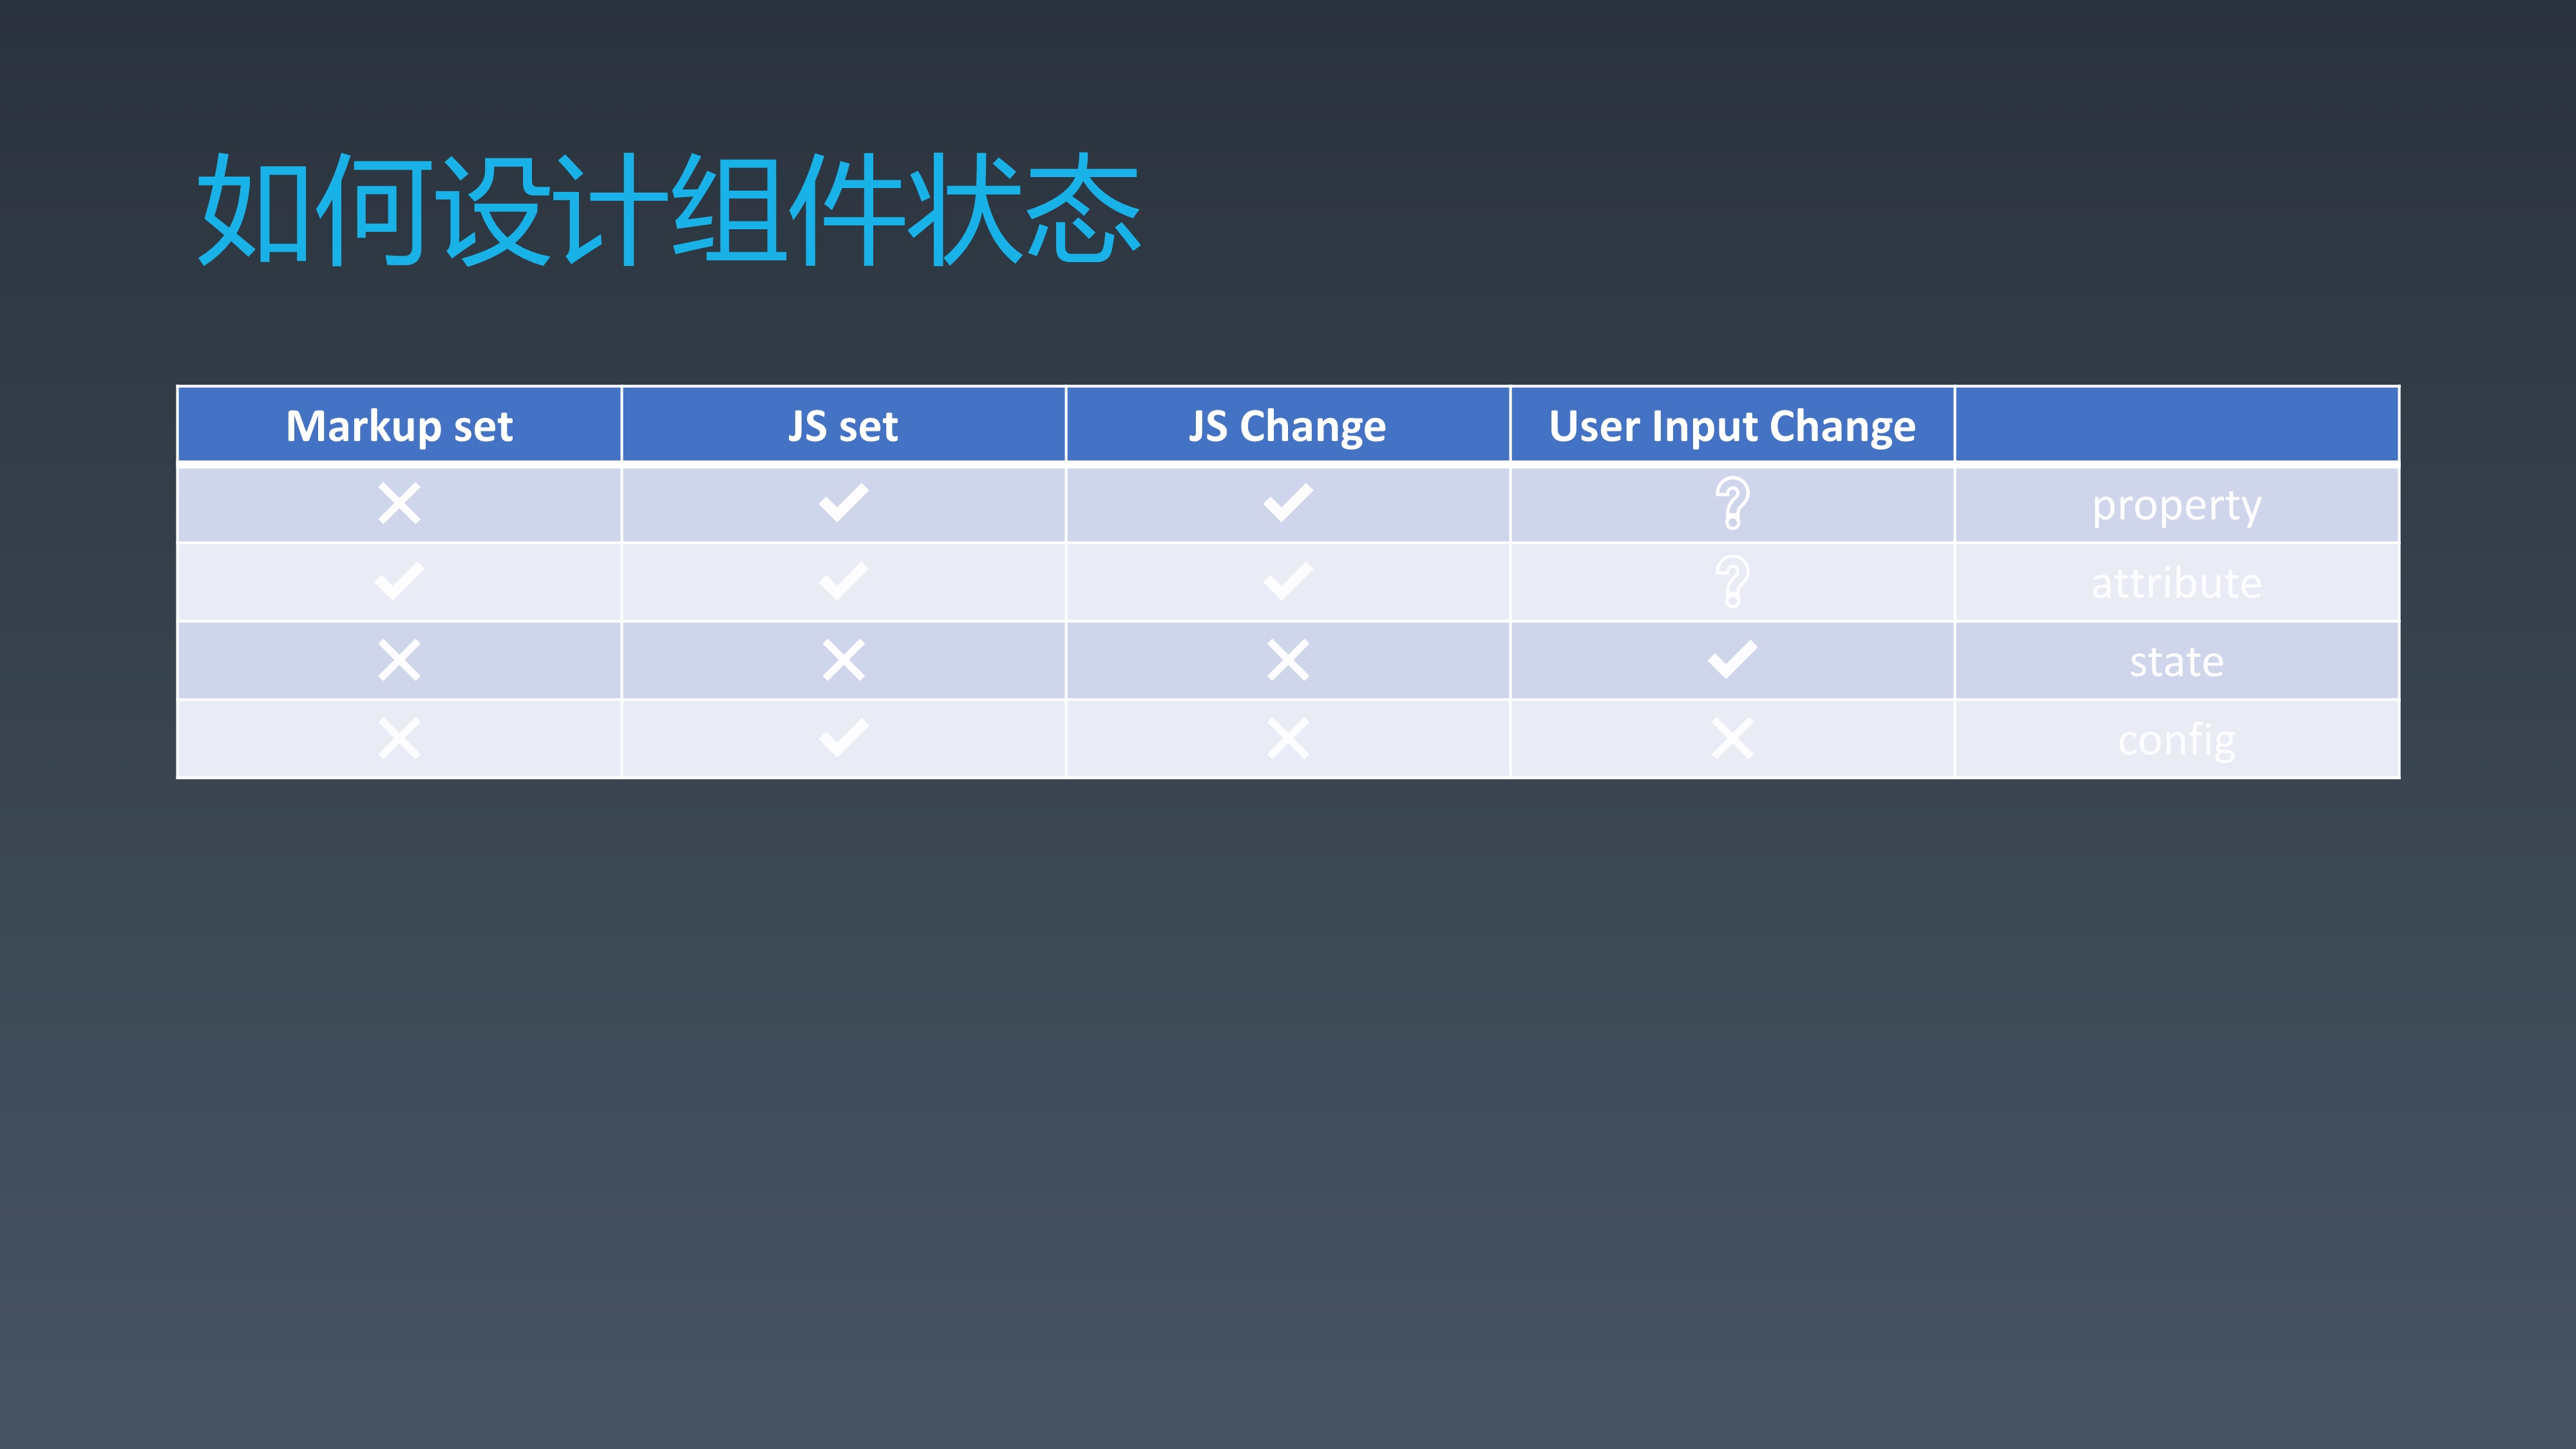 如何设计组件状态
Markup set JS set JS Change User Input Change
❌ ✔ ✔ ❓ property
✔ ✔ ✔ ❓ attribute
❌ ❌ ❌ ✔ state
❌ ✔ ❌ ❌ config